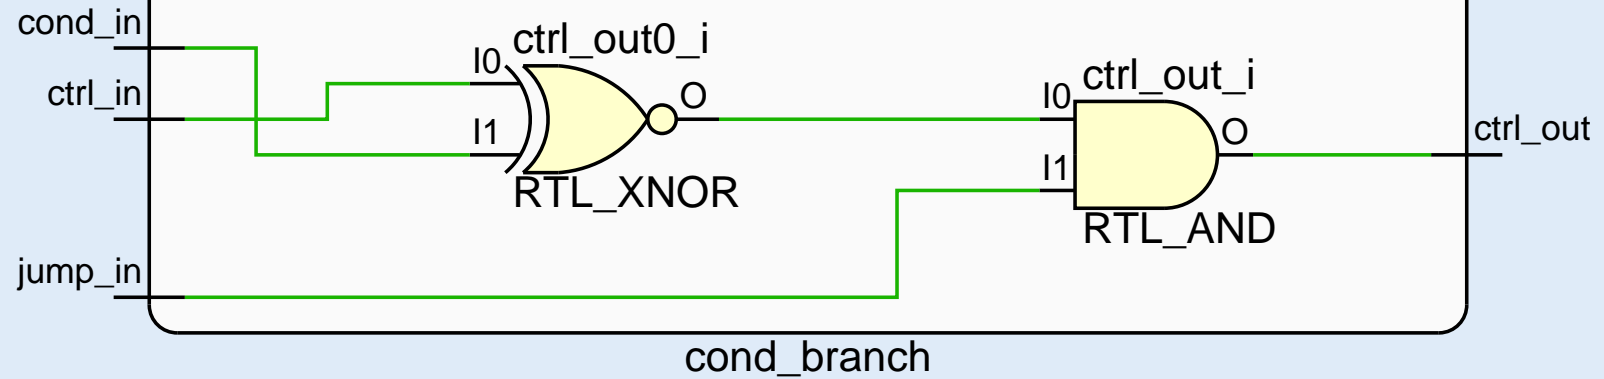 cond_in
ctrl_in
jump_in
I0
I1
ctrl_out0_i
O
RTL_XNOR
I0
I1
ctrl_out_i
O
RTL_AND
ctrl_out
cond_branch